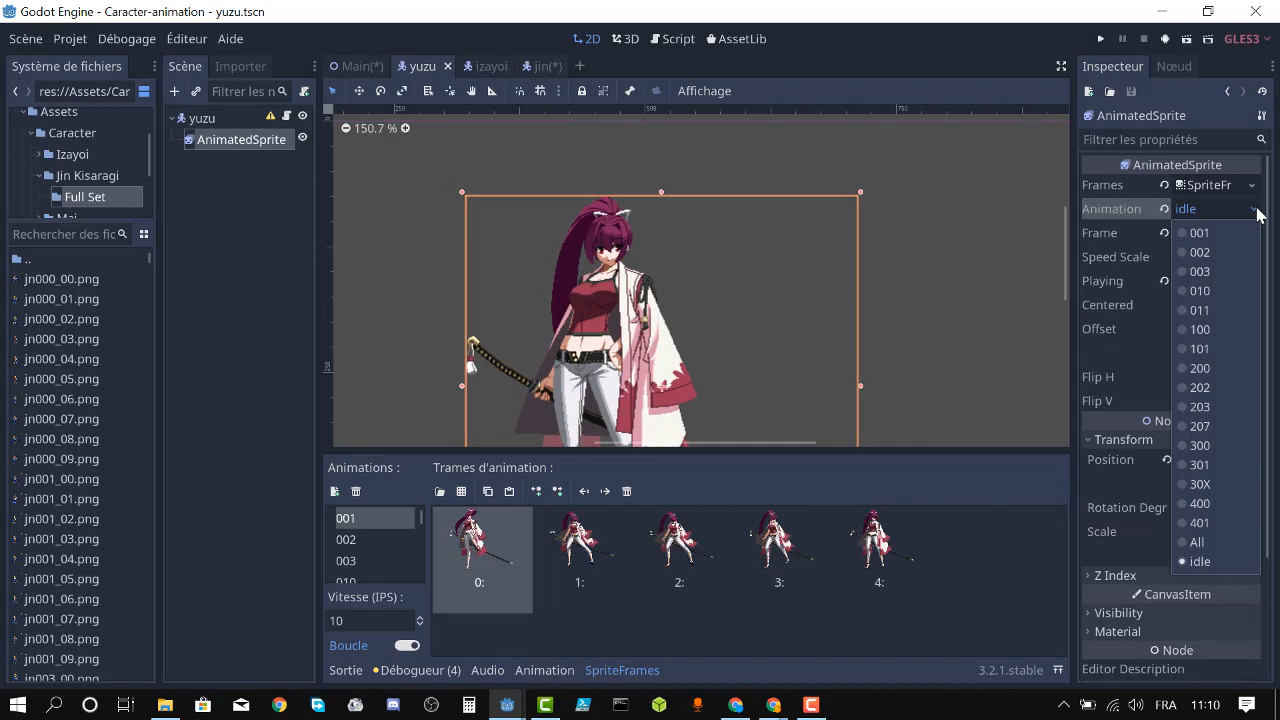 Godot Engine - Caracter-animation - yuzu.tscn
Scène Projet Débogage Éditeur Aide
2D 3D Script AssetLib
GLES3
Système de fichiers
res://Assets/Car
Assets
Caracter
Izayoi
Jin Kisaragi
Full Set
Rechercher des fic
..
jn000_00.png
jn000_01.png
jn000_02.png
jn000_03.png
jn000_04.png
jn000_05.png
jn000_06.png
jn000_07.png
jn000_08.png
jn000_09.png
jn001_00.png
jn001_01.png
jn001_02.png
jn001_03.png
jn001_04.png
jn001_05.png
jn001_06.png
jn001_07.png
jn001_08.png
jn001_09.png
jn003_00.png
Scène Importer
Filtrer les n
yuzu
AnimatedSprite
Main(*) yuzu izayoi jin(*)
Affichage
250 500 750
150.7 %
250
Animations :
001
002
003
010
Vitesse (IPS) :
10
Boucle
Trames d'animation :
0: 1: 2: 3: 4:
Sortie Débogueur (4) Audio Animation SpriteFrames
3.2.1.stable
Inspecteur Nœud
AnimatedSprite
Filtrer les propriétés
AnimatedSprite
Frames SpriteFr
Animation idle
Frame
Speed Scale
Playing
Centered
Offset
Flip H
Flip V
No
Transform
Position
Rotation Degr
Scale
001
002
003
010
011
100
101
200
202
203
207
300
301
30X
400
401
All
idle
Z Index
CanvasItem
Visibility
Material
Node
Editor Description
FRA 11:10